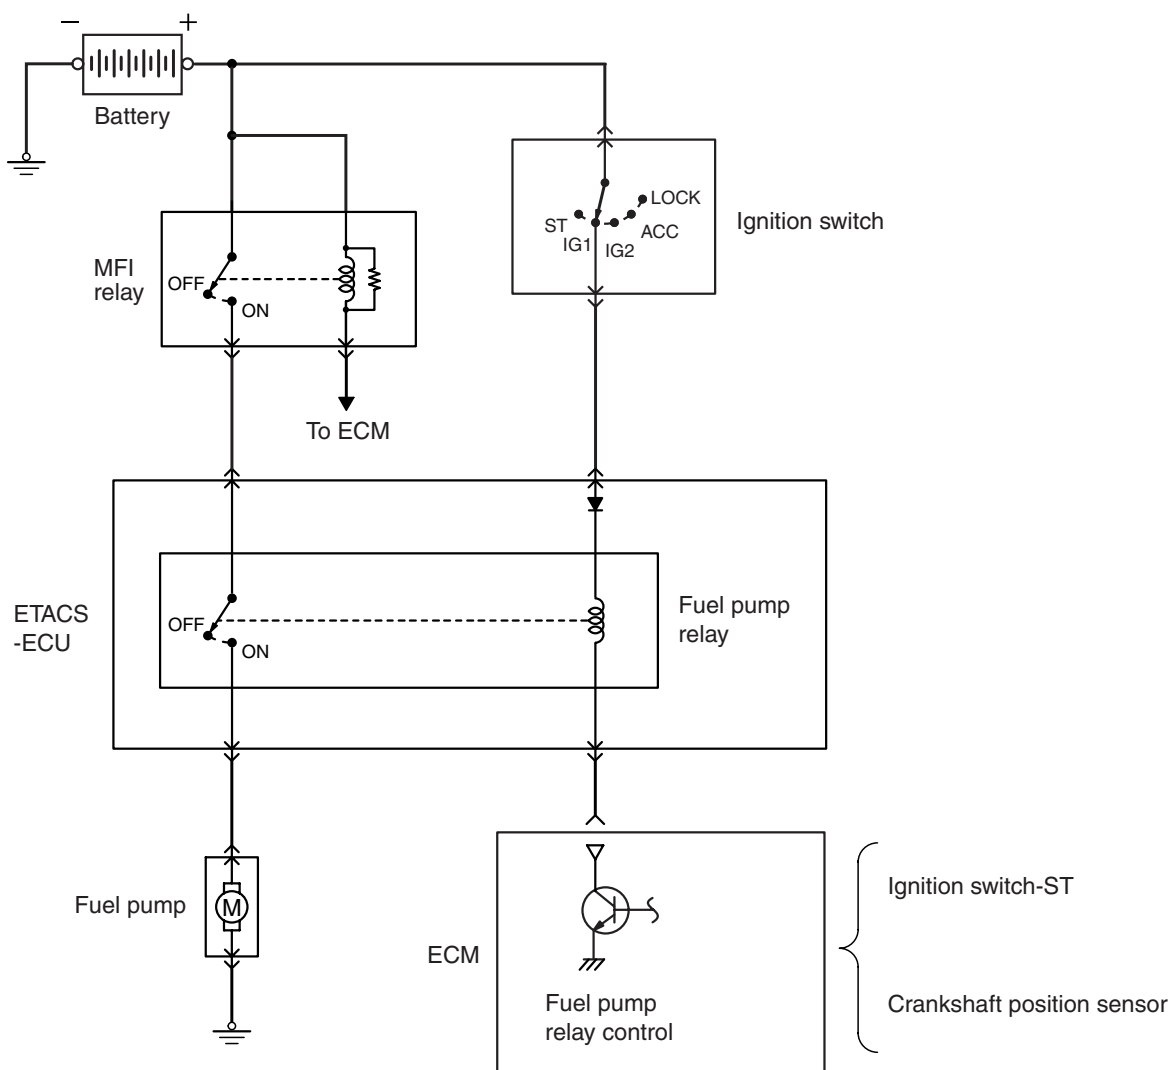 − +
Battery
LOCK
ST
ACC
IG1
IG2
Ignition switch
MFI
relay
OFF
ON
To ECM
ETACS
-ECU
OFF
ON
Fuel pump
relay
Fuel pump
M
ECM
Fuel pump
relay control
Ignition switch-ST
Crankshaft position sensor